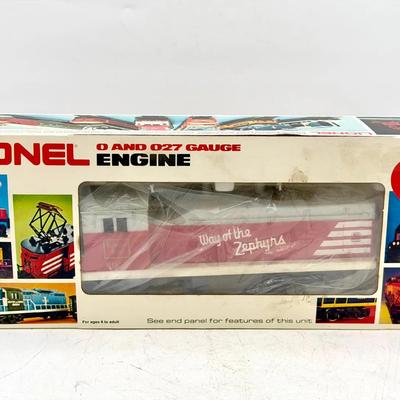 ONEL
O AND 027 GAUGE
ENGINE
Way of the
Zephyrs
For ages 8 to adult
See end panel for features of this unit